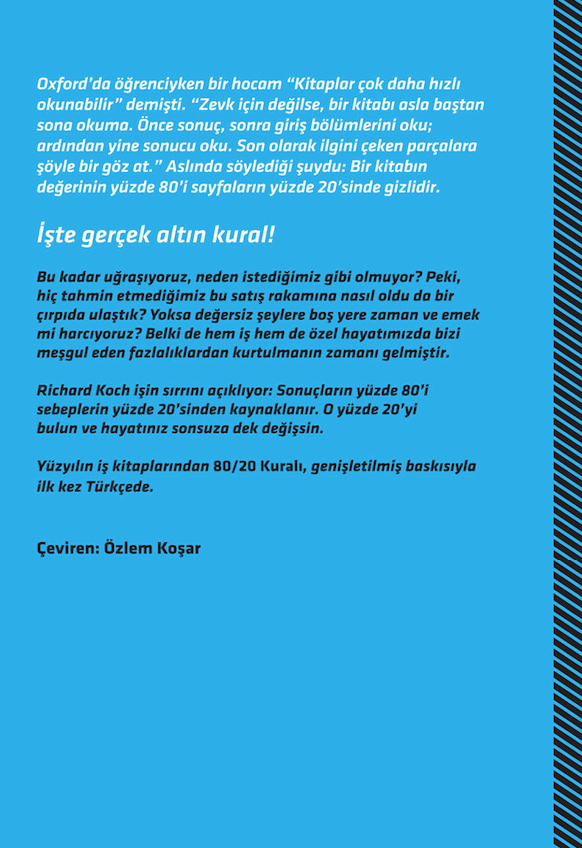 Oxford’da öğrenciyken bir hocam “Kitaplar çok daha hızlı
okunabilir” demişti. “Zevk için değilse, bir kitabı asla baştan
sona okuma. Önce sonuç, sonra giriş bölümlerini oku;
ardından yine sonucu oku. Son olarak ilgini çeken parçalara
şöyle bir göz at.” Aslında söylediği şuydu: Bir kitabın
değerinin yüzde 80’i sayfaların yüzde 20’sinde gizlidir.
İşte gerçek altın kural!
Bu kadar uğraşıyoruz, neden istediğimiz gibi olmuyor? Peki,
hiç tahmin etmediğimiz bu satış rakamına nasıl oldu da bir
çırpıda ulaştık? Yoksa değersiz şeylere boş yere zaman ve emek
mi harcıyoruz? Belki de hem iş hem de özel hayatımızda bizi
meşgul eden fazlalıklardan kurtulmanın zamanı gelmiştir.
Richard Koch işin sırrını açıklıyor: Sonuçların yüzde 80’i
sebeplerin yüzde 20’sinden kaynaklanır. O yüzde 20’yi
bulun ve hayatınız sonsuza dek değişsin.
Yüzyılın iş kitaplarından 80/20 Kuralı, genişletilmiş baskısıyla
ilk kez Türkçede.
Çeviren: Özlem Koşar